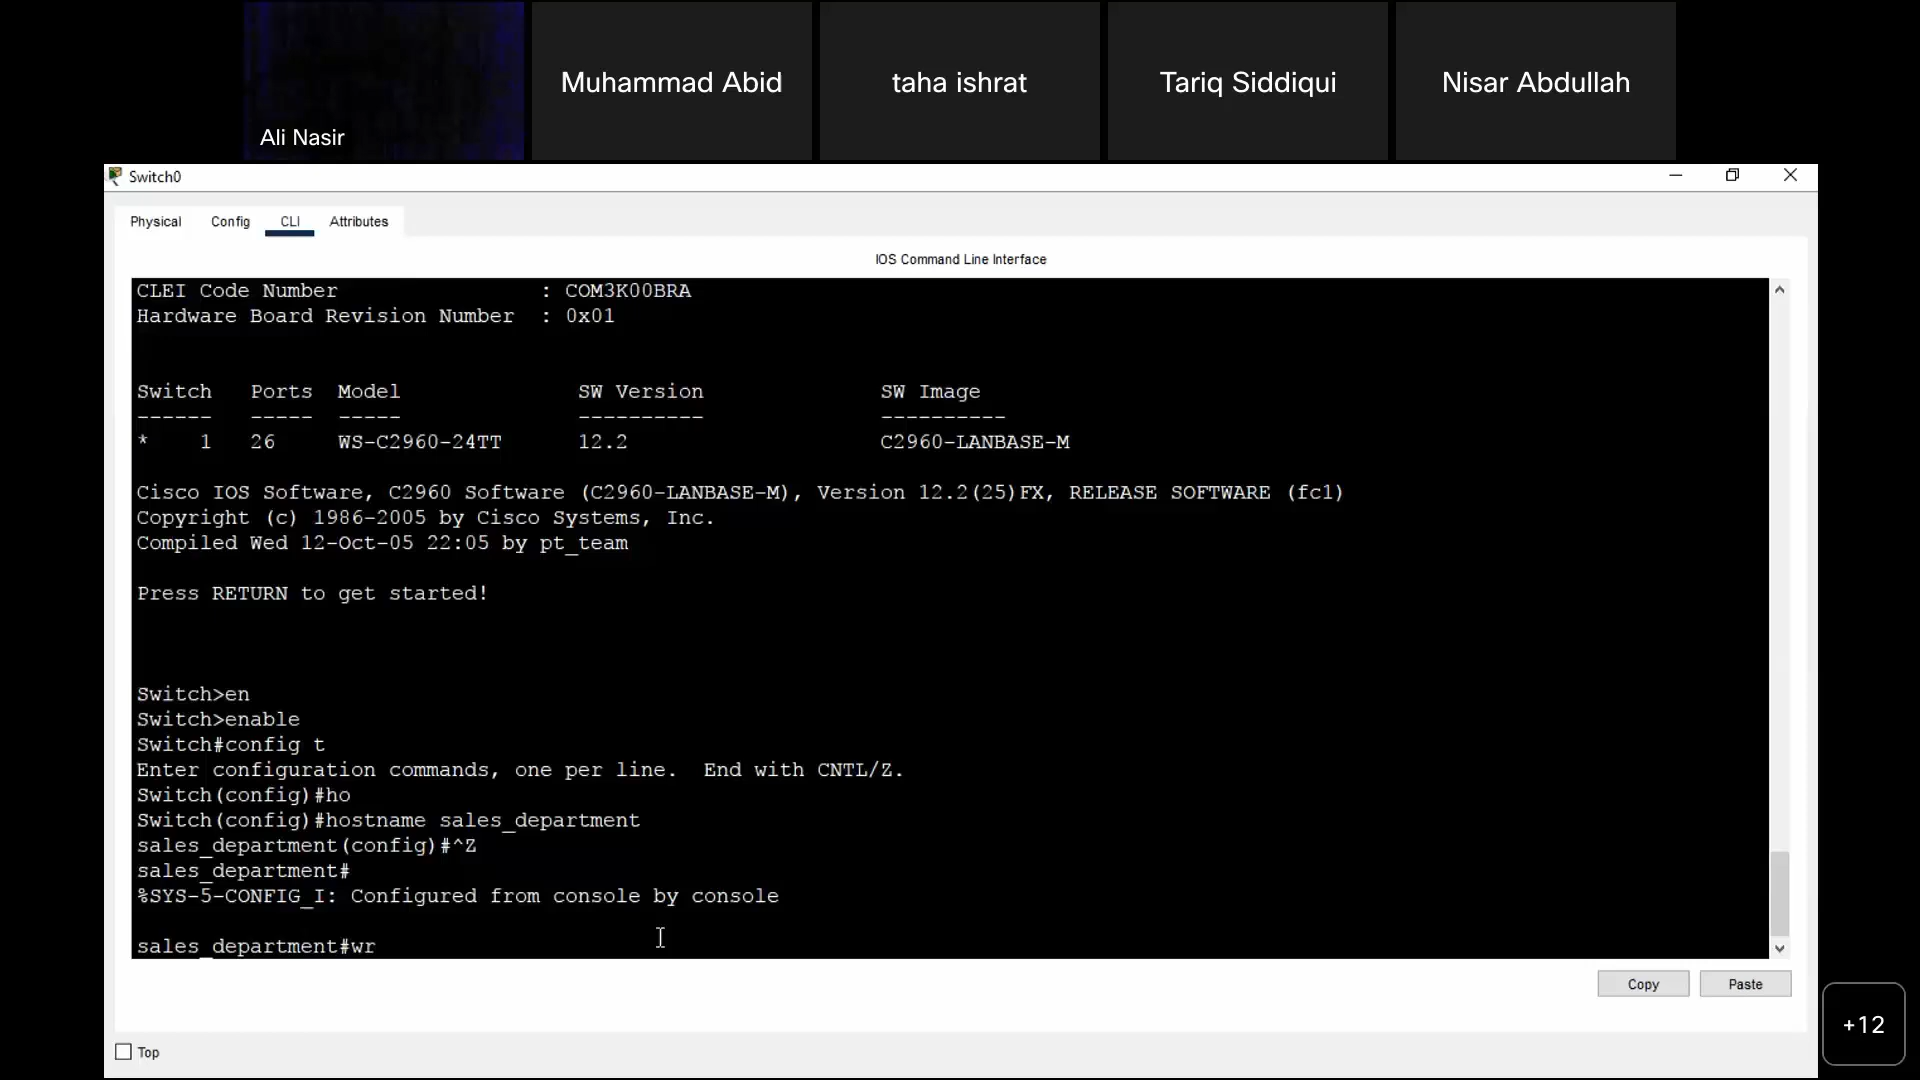 Muhammad Abid
taha ishrat
Tariq Siddiqui
Nisar Abdullah
Ali Nasir
Switch0
Physical Config CLI Attributes
IOS Command Line Interface
CLEI Code Number : COM3K00BRA
Hardware Board Revision Number : 0x01
Switch Ports Model SW Version SW Image
------ ----- ----- ---------- ----------
* 1 26 WS-C2960-24TT 12.2 C2960-LANBASE-M
Cisco IOS Software, C2960 Software (C2960-LANBASE-M), Version 12.2(25)FX, RELEASE SOFTWARE (fc1)
Copyright (c) 1986-2005 by Cisco Systems, Inc.
Compiled Wed 12-Oct-05 22:05 by pt_team
Press RETURN to get started!
Switch>en
Switch>enable
Switch#config t
Enter configuration commands, one per line. End with CNTL/Z.
Switch(config)#ho
Switch(config)#hostname sales_department
sales_department(config)#^Z
sales_department#
%SYS-5-CONFIG_I: Configured from console by console
sales_department#wr
Copy Paste
+12
Top